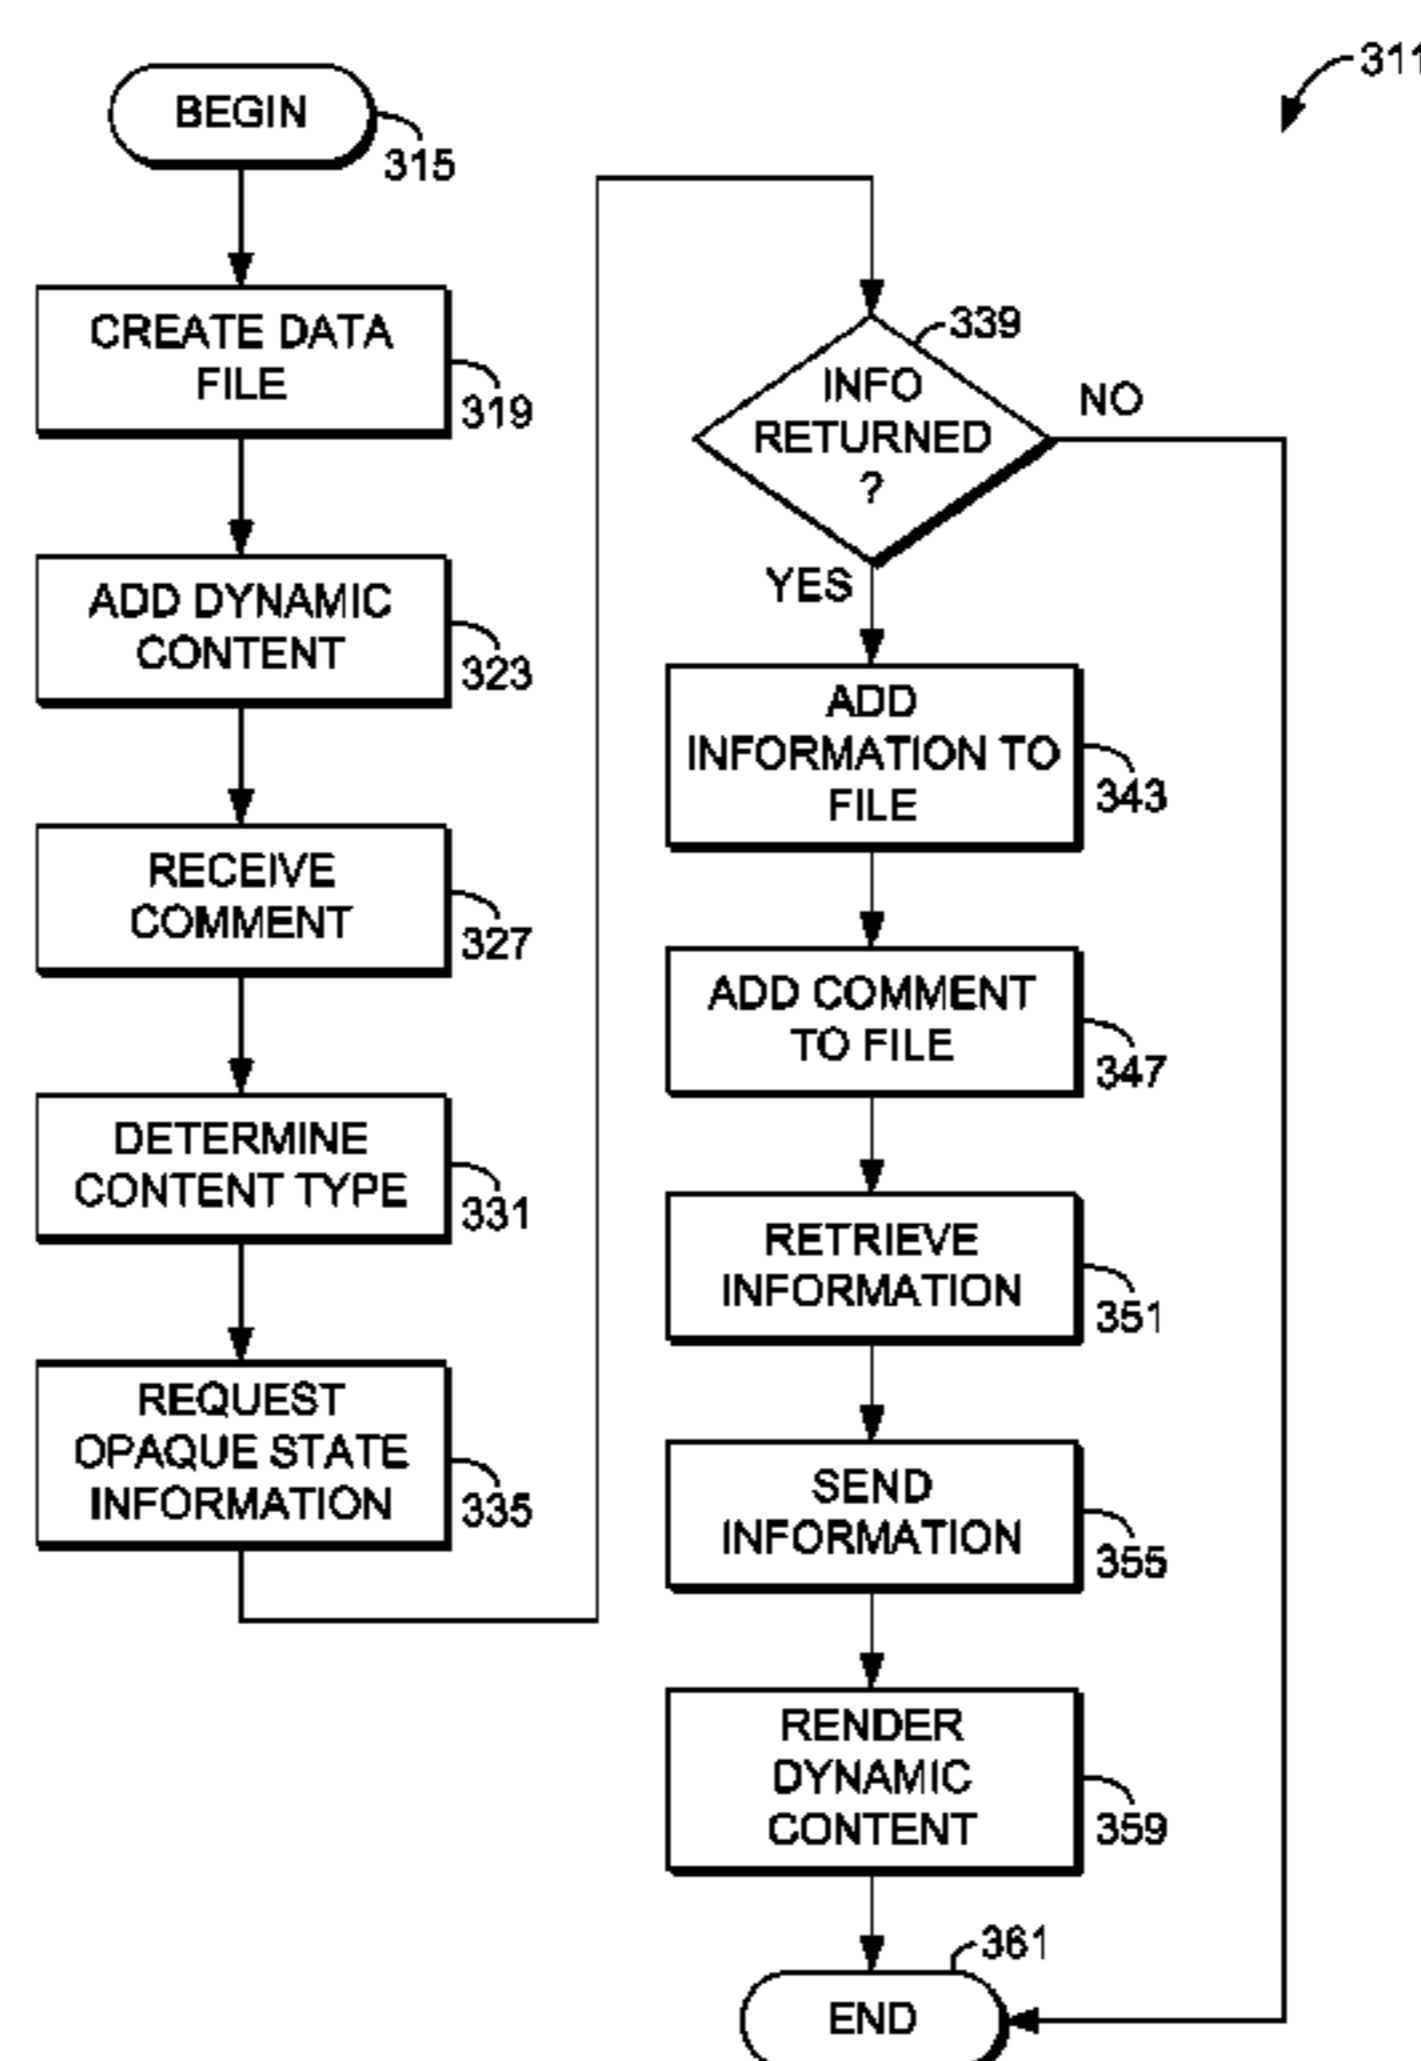 311
BEGIN
315
CREATE DATA
FILE
319
ADD DYNAMIC
CONTENT
323
RECEIVE
COMMENT
327
DETERMINE
CONTENT TYPE
331
REQUEST
OPAQUE STATE
INFORMATION
335
339
INFO
RETURNED
?
NO
YES
ADD
INFORMATION TO
FILE
343
ADD COMMENT
TO FILE
347
RETRIEVE
INFORMATION
351
SEND
INFORMATION
355
RENDER
DYNAMIC
CONTENT
359
361
END